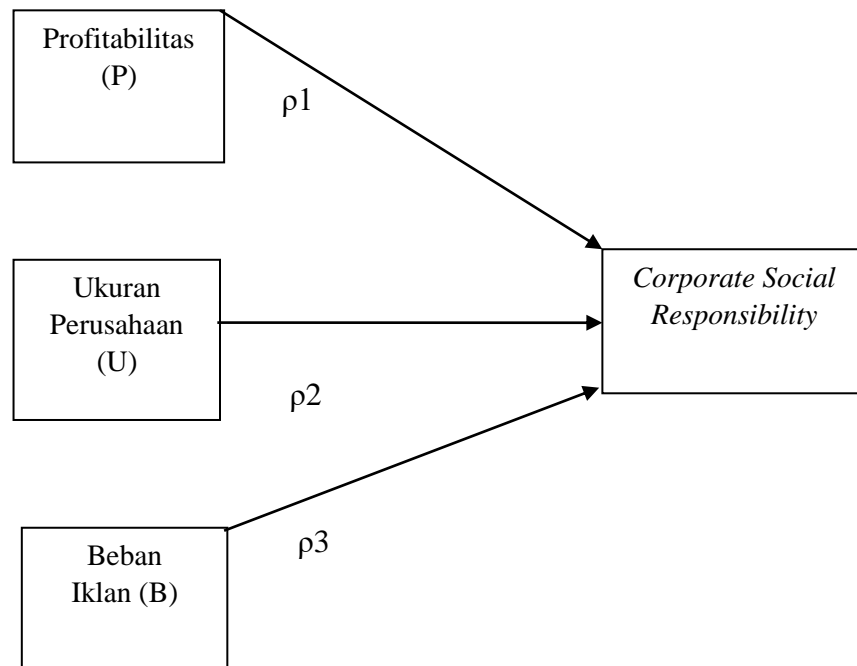 Profitabilitas
(P)
ρ1
Ukuran
Perusahaan
(U)
Corporate Social
Responsibility
ρ2
Beban
Iklan (B)
ρ3